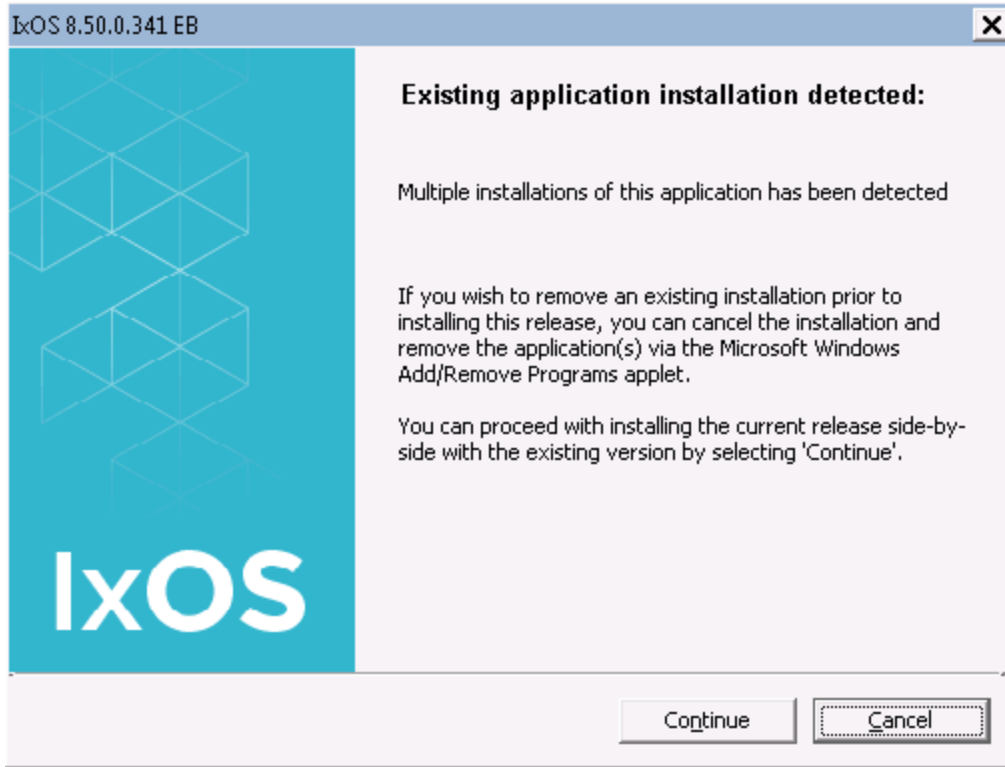 IxOS 8.50.0.341 EB
Existing application installation detected:
Multiple installations of this application has been detected
If you wish to remove an existing installation prior to
installing this release, you can cancel the installation and
remove the application(s) via the Microsoft Windows
Add/Remove Programs applet.
You can proceed with installing the current release side-by-
side with the existing version by selecting 'Continue'.
IxOS
Continue
Cancel